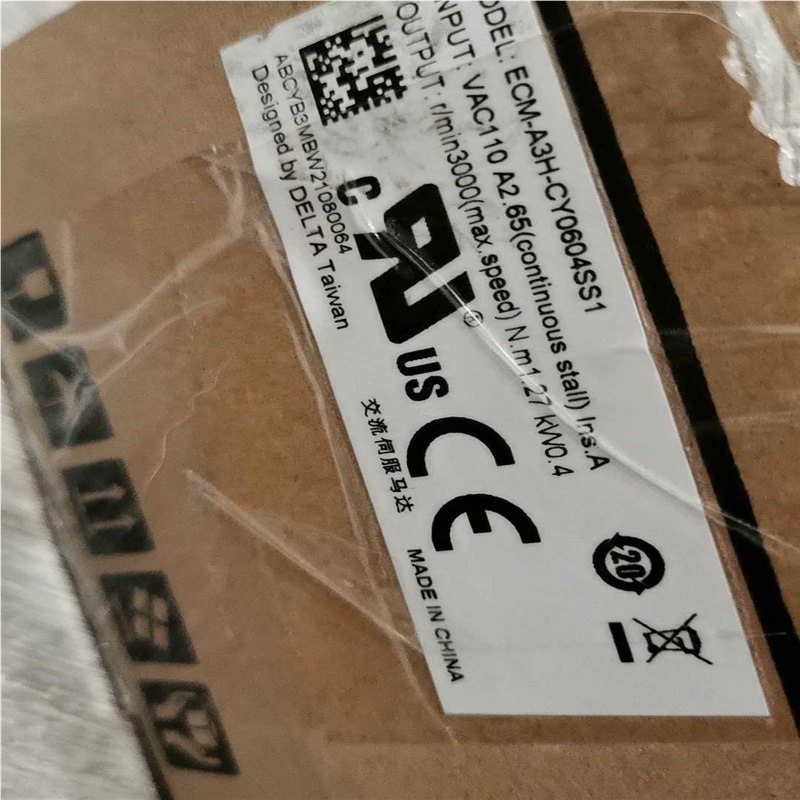 ODEL: ECM-A3H-CY0604SS1
NPUT: VAC110 A2.65(continuous stall) Ins.A
OUTPUT: r/min3000(max.speed) N.m1.27 kW0.4
ABCYB3MBW21080064
Designed by DELTA Taiwan
c
US
®
CE
交流伺服马达
MADE IN CHINA
20